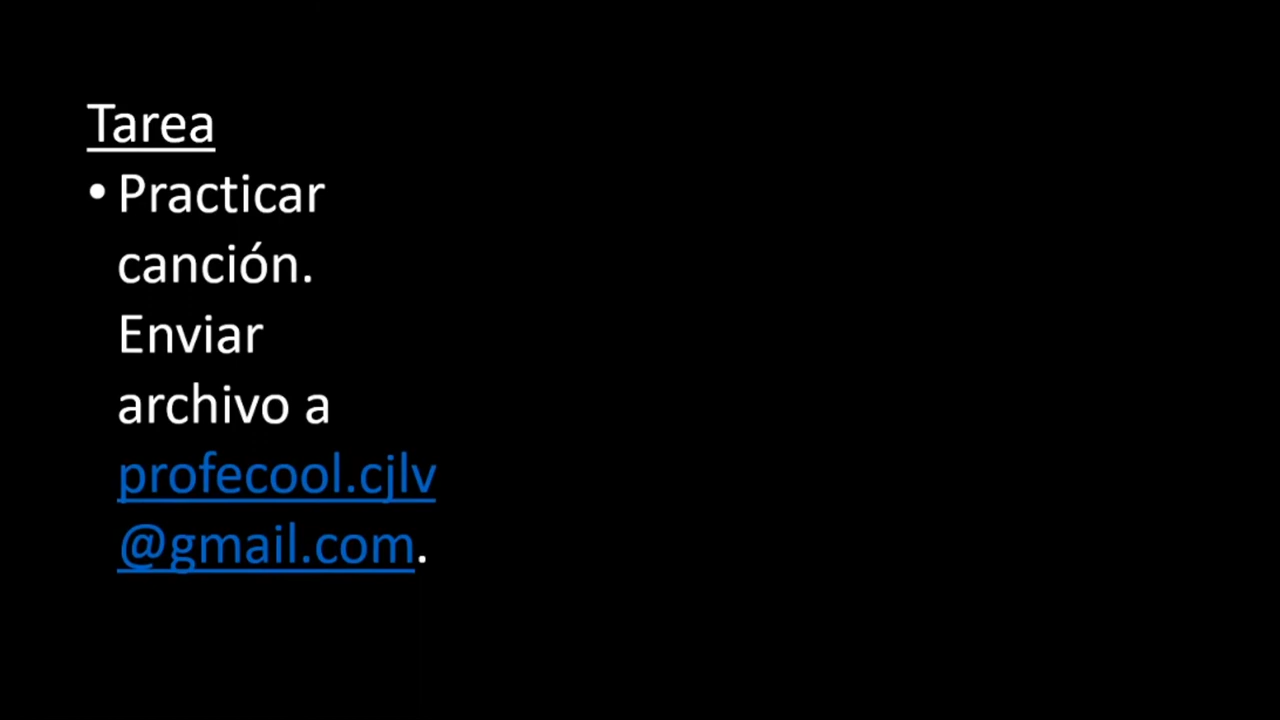 Tarea
• Practicar
canción.
Enviar
archivo a
profecool.cjlv
@gmail.com.